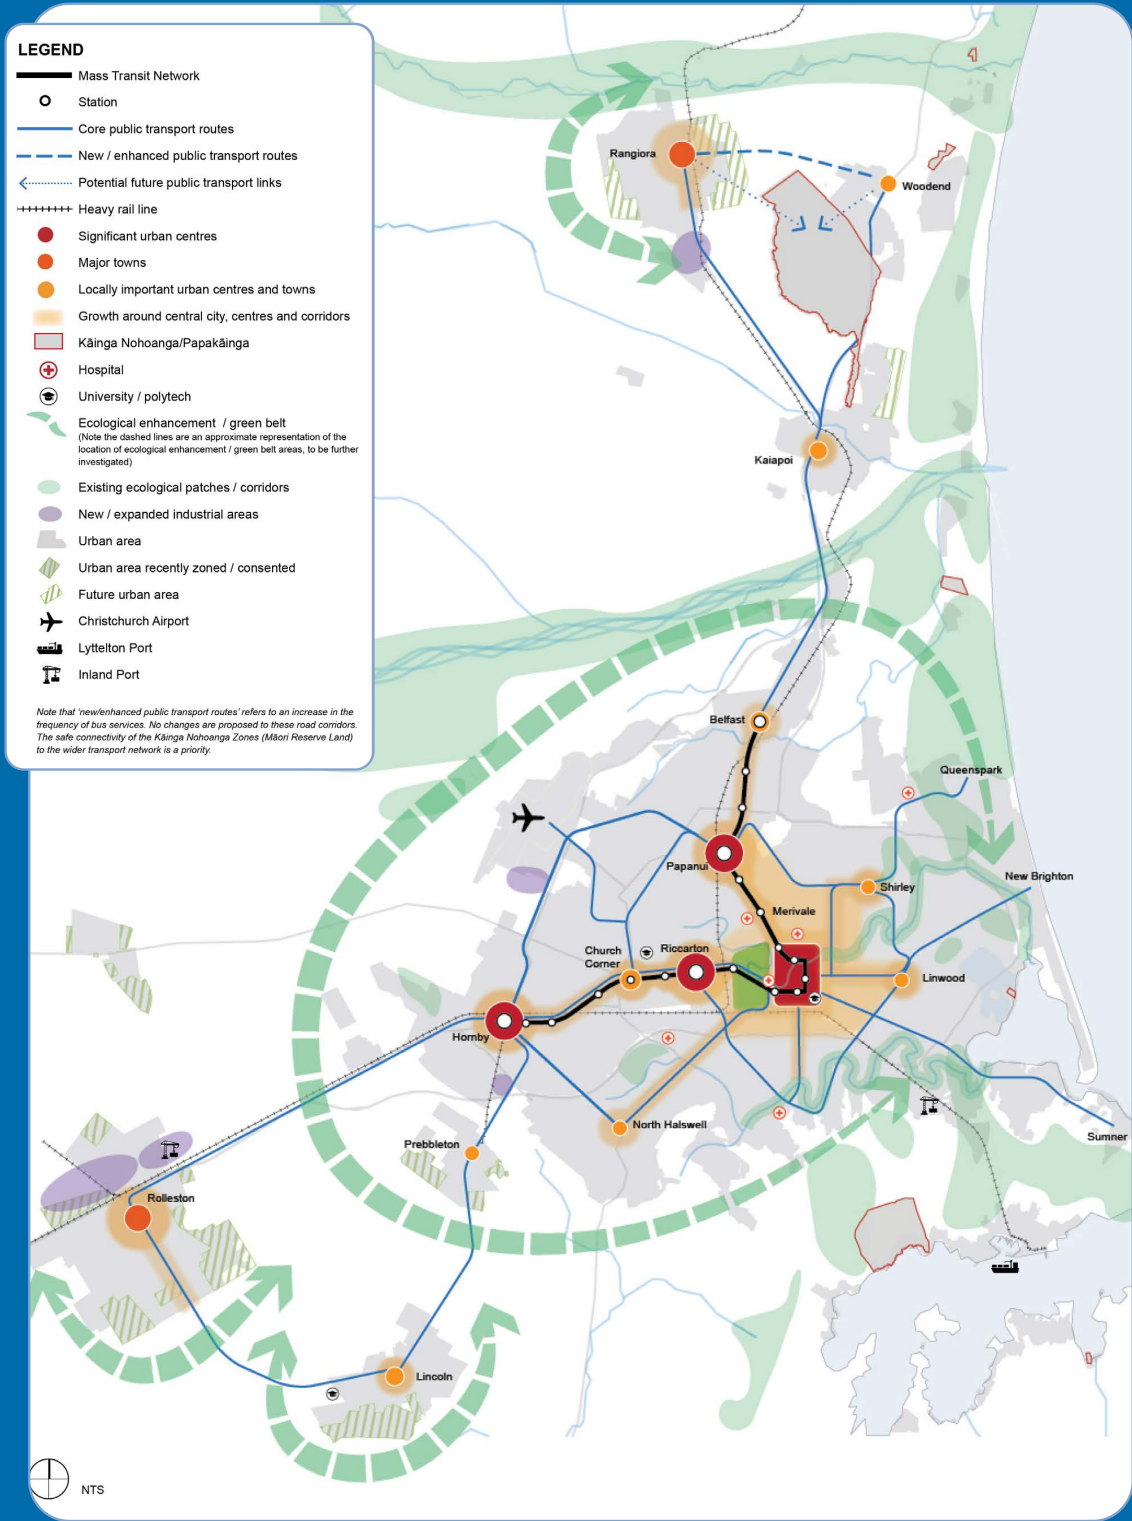 LEGEND
Mass Transit Network
Station
Core public transport routes
New / enhanced public transport routes
Potential future public transport links
Heavy rail line
Significant urban centres
Major towns
Locally important urban centres and towns
Growth around central city, centres and corridors
Kāinga Nohoanga/Papakāinga
Hospital
University / polytech
Ecological enhancement / green belt
(Note the dashed lines are an approximate representation of the
location of ecological enhancement / green belt areas, to be further
investigated)
Existing ecological patches / corridors
New / expanded industrial areas
Urban area
Urban area recently zoned / consented
Future urban area
Christchurch Airport
Lyttelton Port
Inland Port
Note that 'new/enhanced public transport routes' refers to an increase in the
frequency of bus services. No changes are proposed to these road corridors.
The safe connectivity of the Kāinga Nohoanga Zones (Māori Reserve Land)
to the wider transport network is a priority.
Rangiora
Woodend
Kaiapoi
Belfast
Queenspark
Papanui
New Brighton
Shirley
Merivale
Riccarton
Church
Corner
Linwood
Hornby
North Halswell
Sumner
Prebbleton
Rolleston
Lincoln
NTS